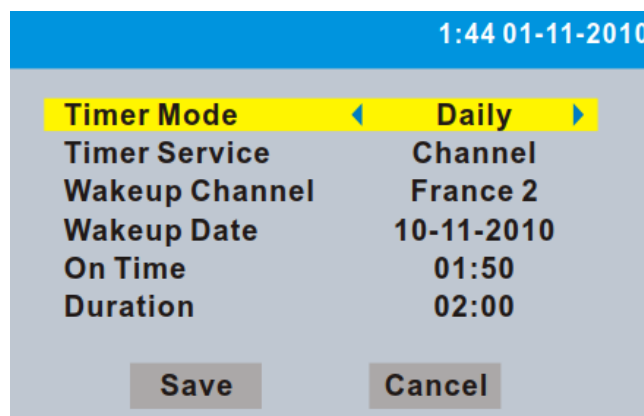 1:44 01-11-2010
Timer Mode Daily
Timer Service Channel
Wakeup Channel France 2
Wakeup Date 10-11-2010
On Time 01:50
Duration 02:00
Save Cancel